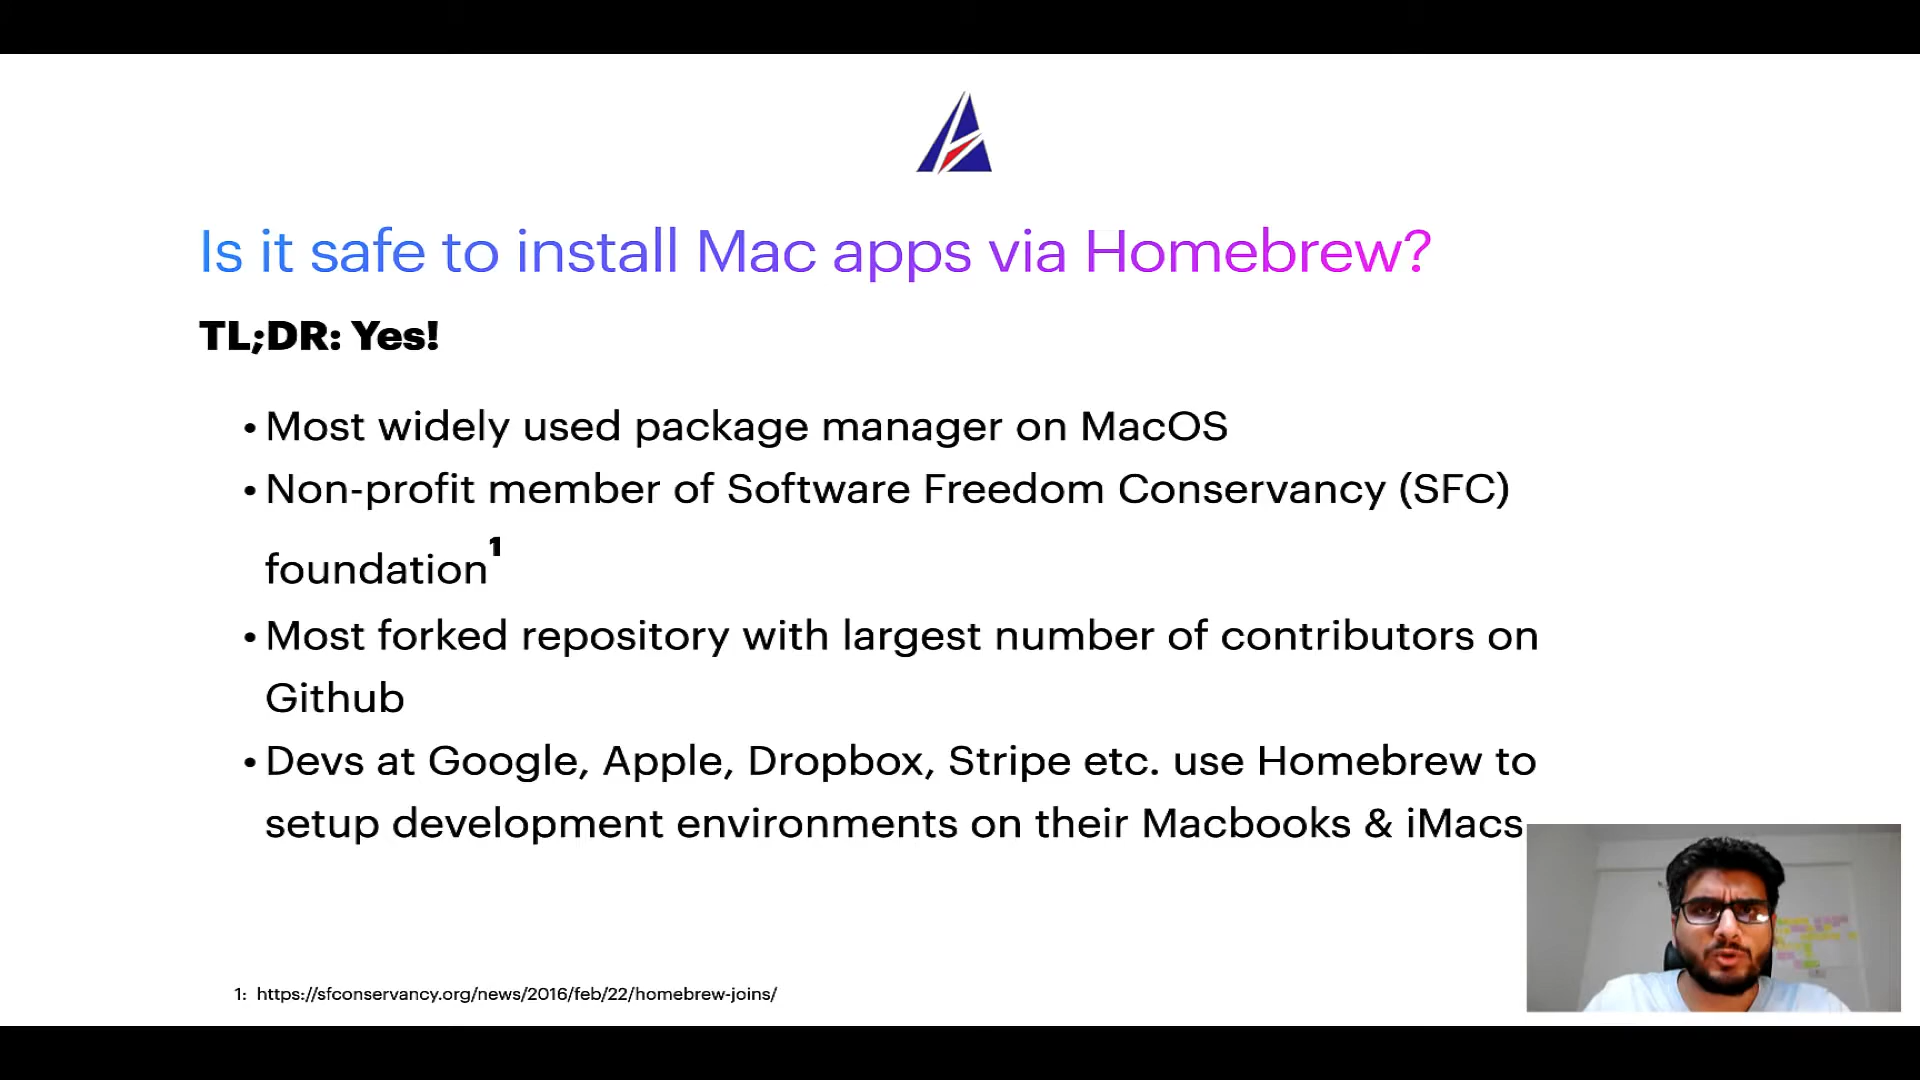 Is it safe to install Mac apps via Homebrew?
TL;DR: Yes!
• Most widely used package manager on MacOS
• Non-profit member of Software Freedom Conservancy (SFC)
foundation1
• Most forked repository with largest number of contributors on
Github
• Devs at Google, Apple, Dropbox, Stripe etc. use Homebrew to
setup development environments on their Macbooks & iMacs
1: https://sfconservancy.org/news/2016/feb/22/homebrew-joins/